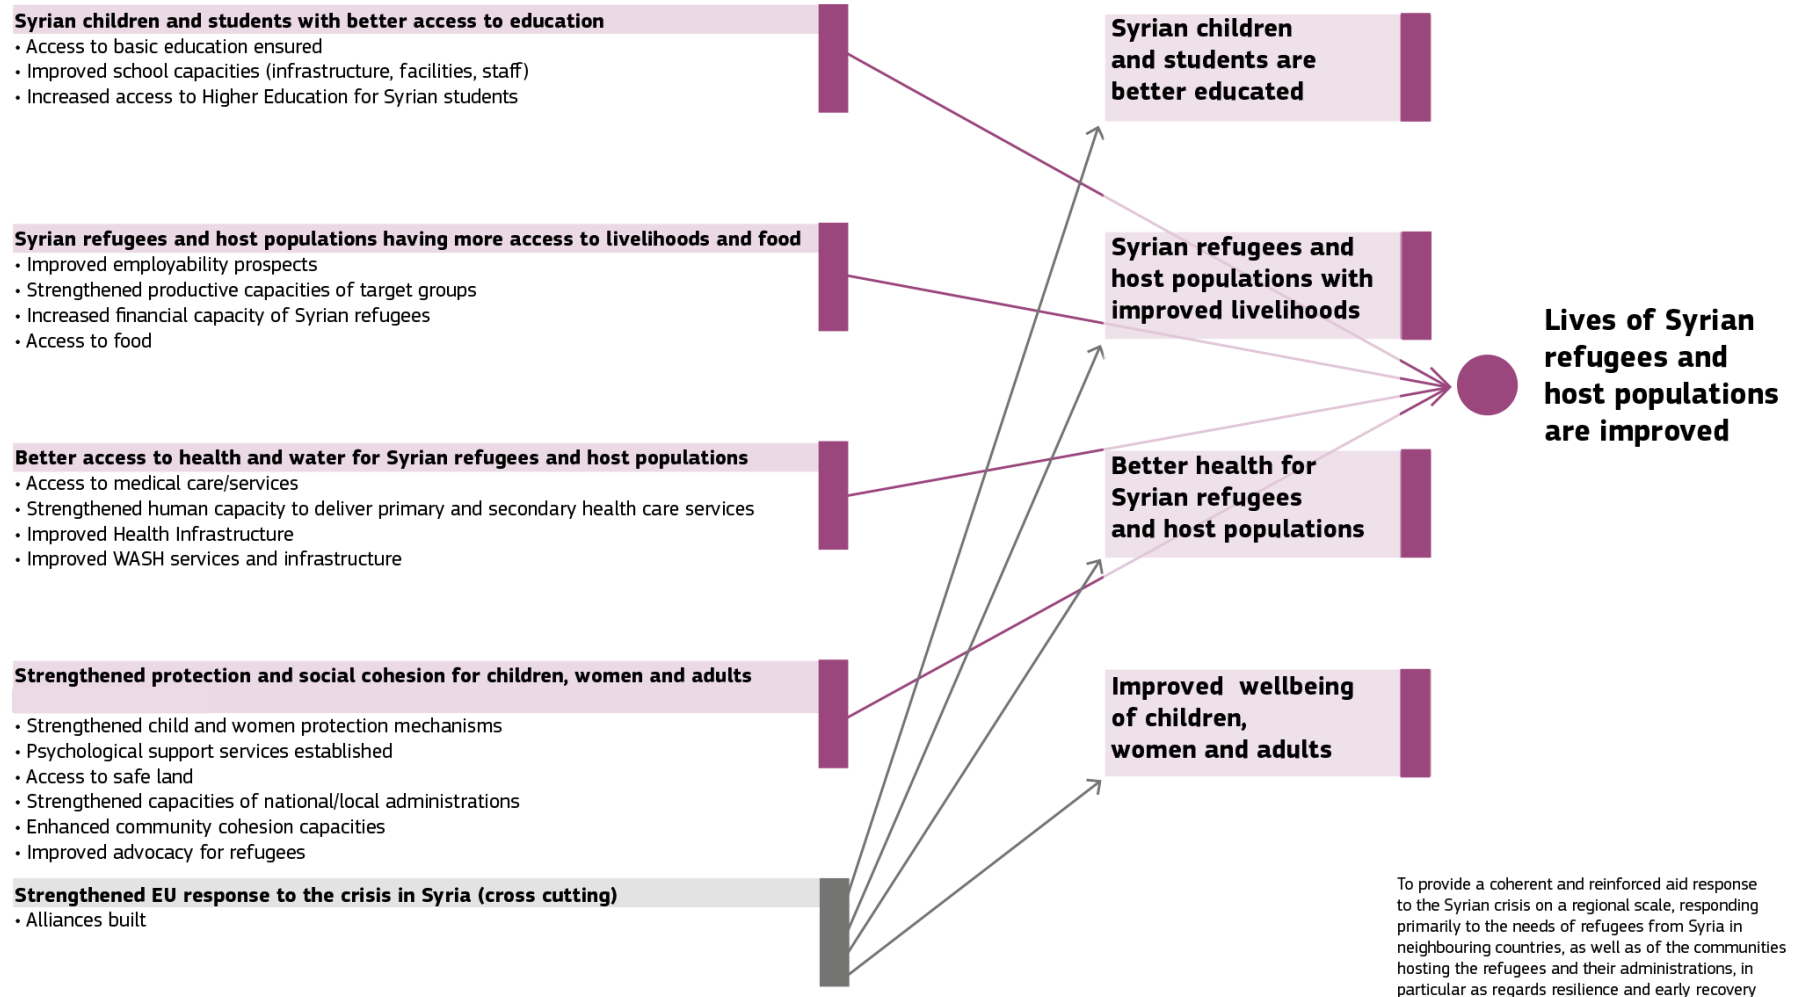 Syrian children and students with better access to education
• Access to basic education ensured
• Improved school capacities (infrastructure, facilities, staff)
• Increased access to Higher Education for Syrian students
Syrian refugees and host populations having more access to livelihoods and food
• Improved employability prospects
• Strengthened productive capacities of target groups
• Increased financial capacity of Syrian refugees
• Access to food
Better access to health and water for Syrian refugees and host populations
• Access to medical care/services
• Strengthened human capacity to deliver primary and secondary health care services
• Improved Health Infrastructure
• Improved WASH services and infrastructure
Strengthened protection and social cohesion for children, women and adults
• Strengthened child and women protection mechanisms
• Psychological support services established
• Access to safe land
• Strengthened capacities of national/local administrations
• Enhanced community cohesion capacities
• Improved advocacy for refugees
Strengthened EU response to the crisis in Syria (cross cutting)
• Alliances built
Syrian children
and students are
better educated
Syrian refugees and
host populations with
improved livelihoods
Better health for
Syrian refugees
and host populations
Improved wellbeing
of children,
women and adults
Lives of Syrian
refugees and
host populations
are improved
To provide a coherent and reinforced aid response
to the Syrian crisis on a regional scale, responding
primarily to the needs of refugees from Syria in
neighbouring countries, as well as of the communities
hosting the refugees and their administrations, in
particular as regards resilience and early recovery